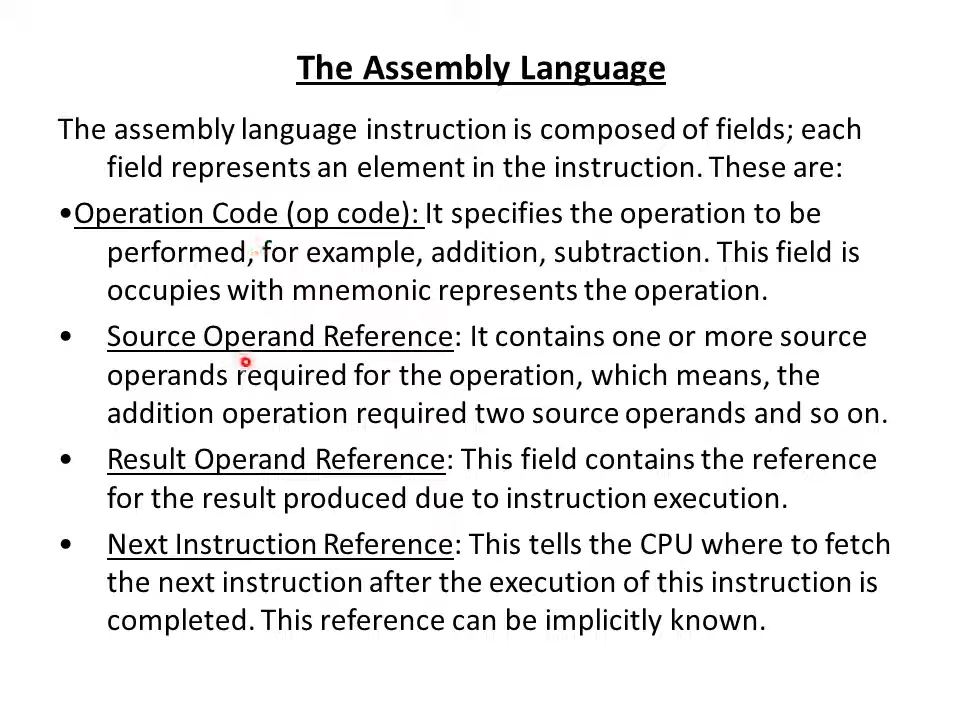 The Assembly Language
The assembly language instruction is composed of fields; each
field represents an element in the instruction. These are:
•Operation Code (op code): It specifies the operation to be
performed, for example, addition, subtraction. This field is
occupies with mnemonic represents the operation.
• Source Operand Reference: It contains one or more source
operands required for the operation, which means, the
addition operation required two source operands and so on.
• Result Operand Reference: This field contains the reference
for the result produced due to instruction execution.
• Next Instruction Reference: This tells the CPU where to fetch
the next instruction after the execution of this instruction is
completed. This reference can be implicitly known.